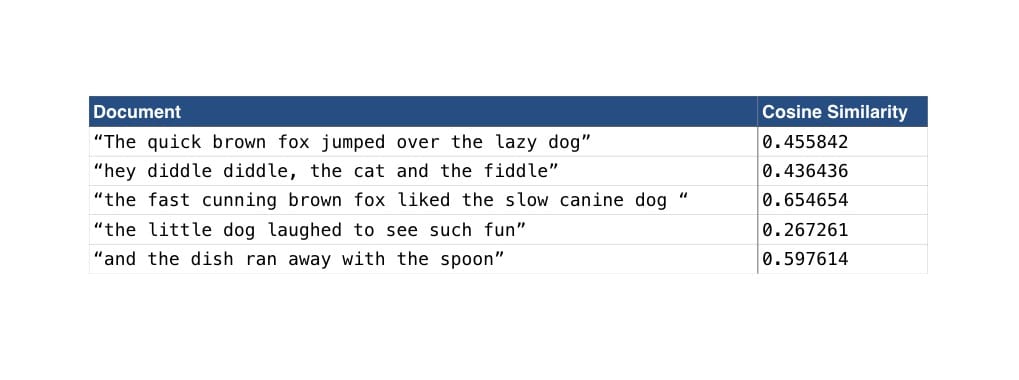 Document Cosine Similarity
“The quick brown fox jumped over the lazy dog” 0.455842
“hey diddle diddle, the cat and the fiddle” 0.436436
“the fast cunning brown fox liked the slow canine dog “ 0.654654
“the little dog laughed to see such fun” 0.267261
“and the dish ran away with the spoon” 0.597614